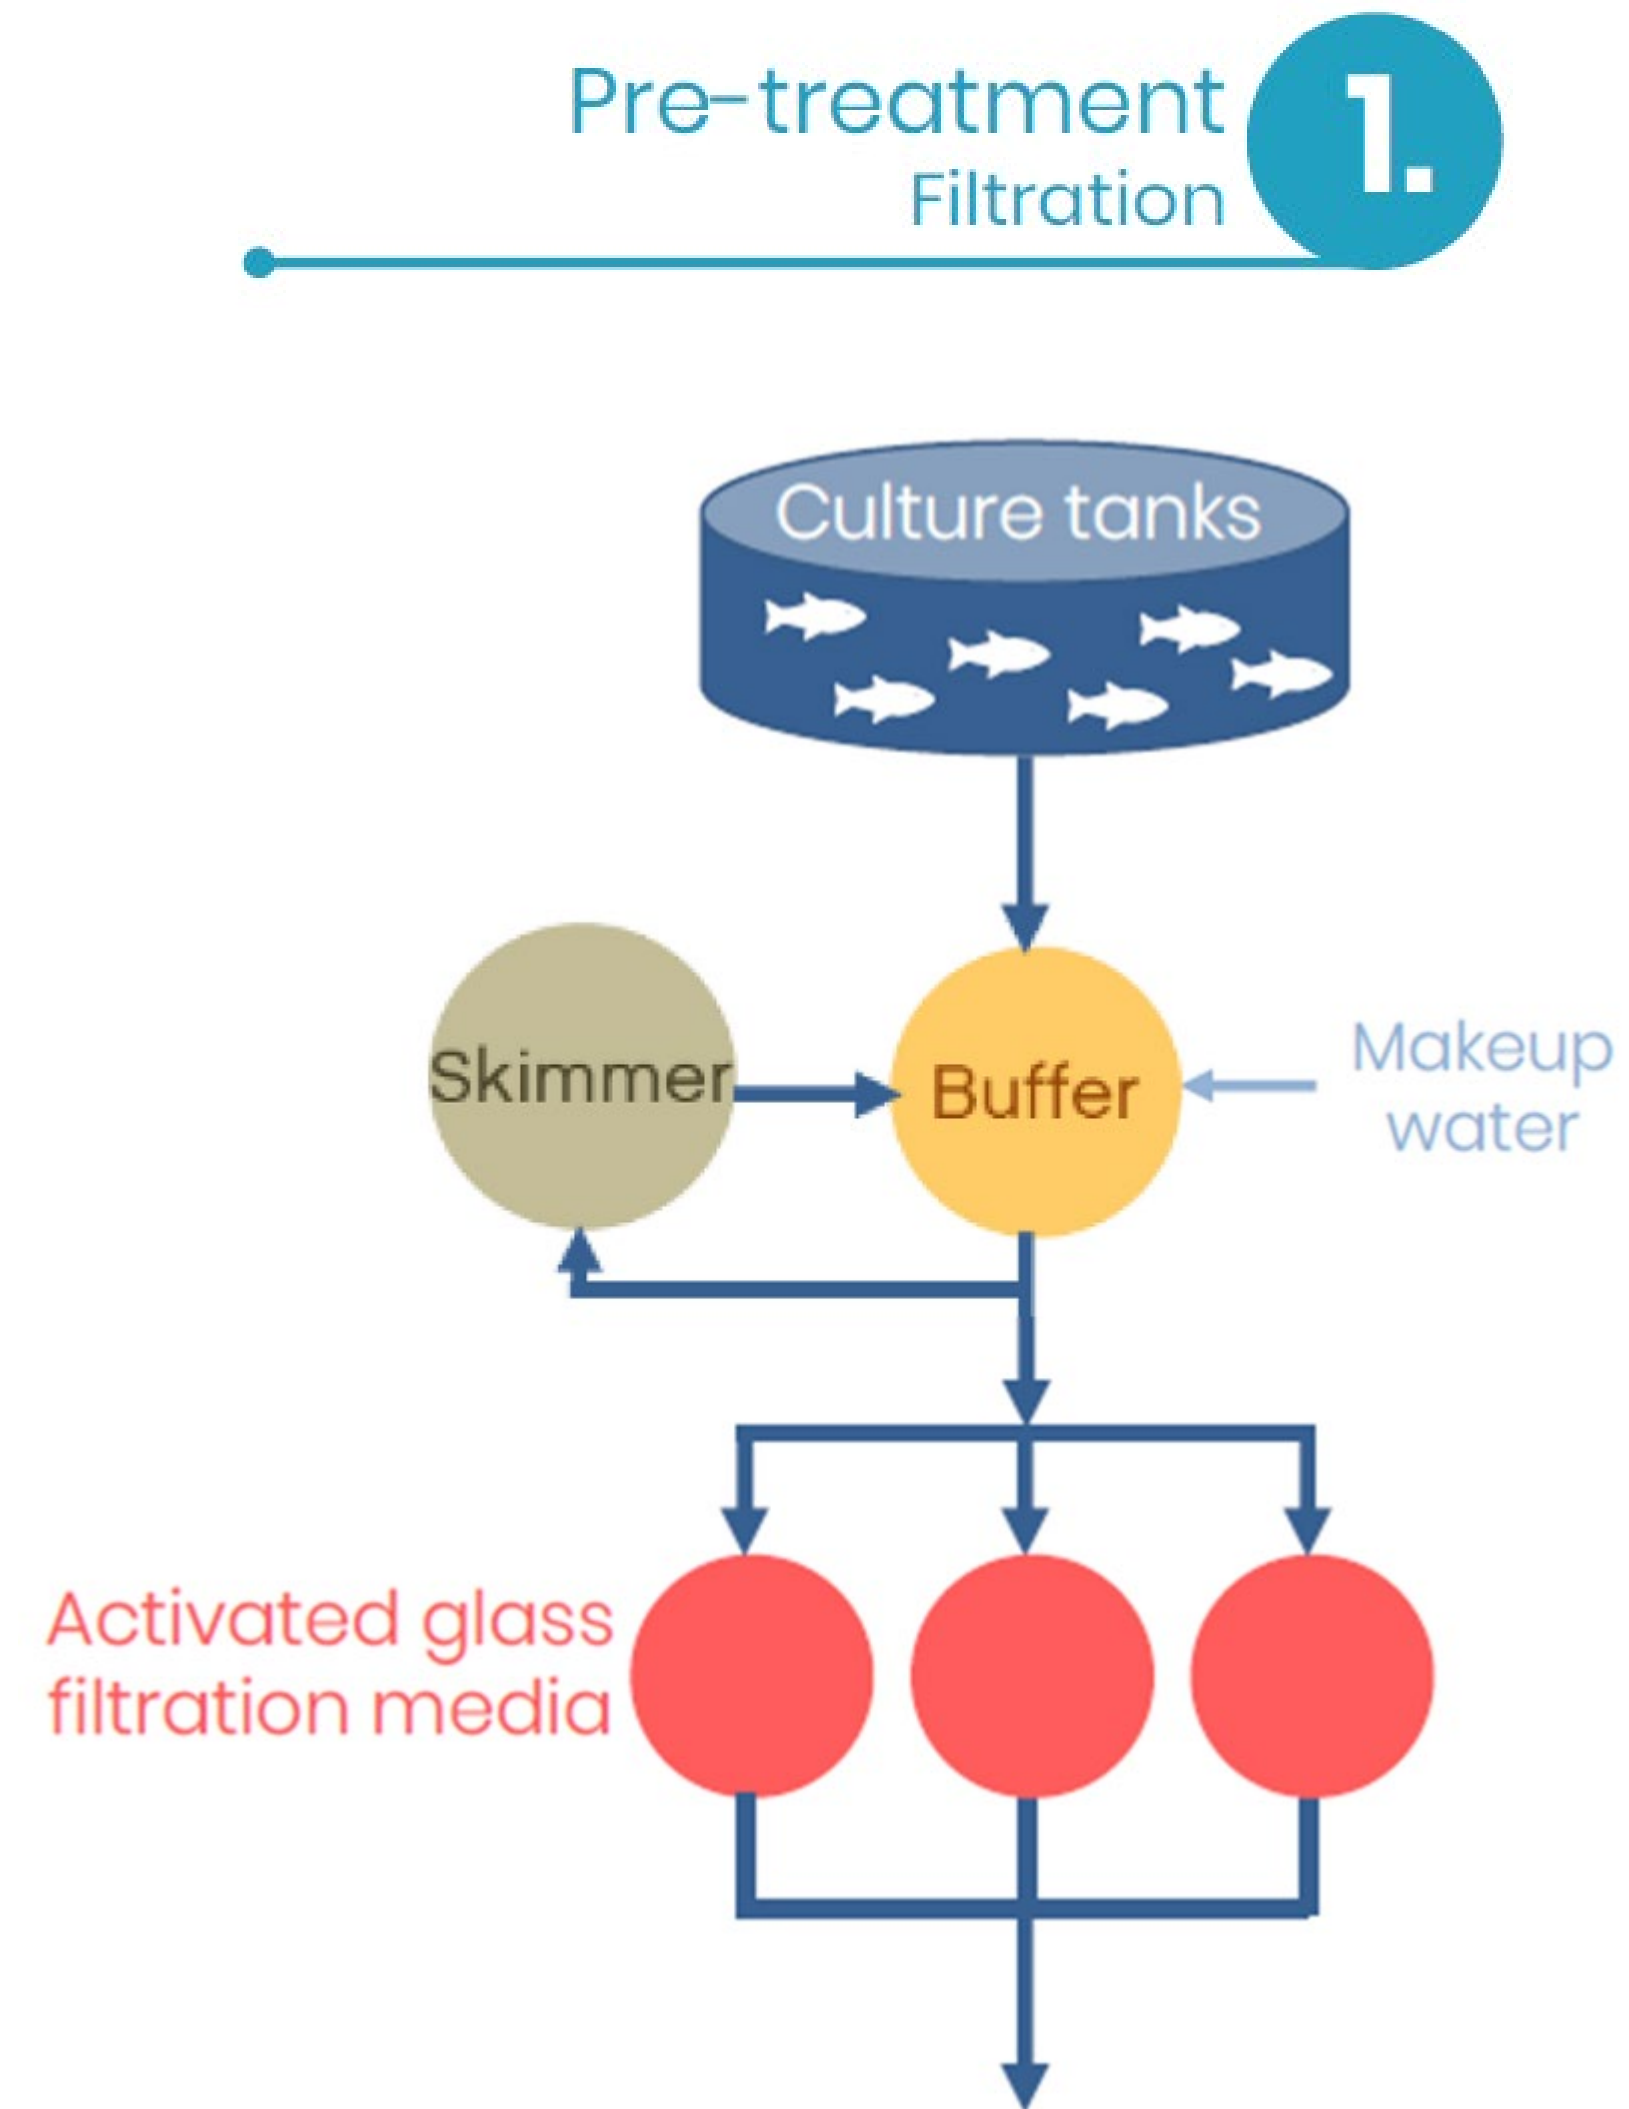 Pre-treatment
Filtration
1.
Culture tanks
Skimmer
Buffer
Makeup
water
Activated glass
filtration media